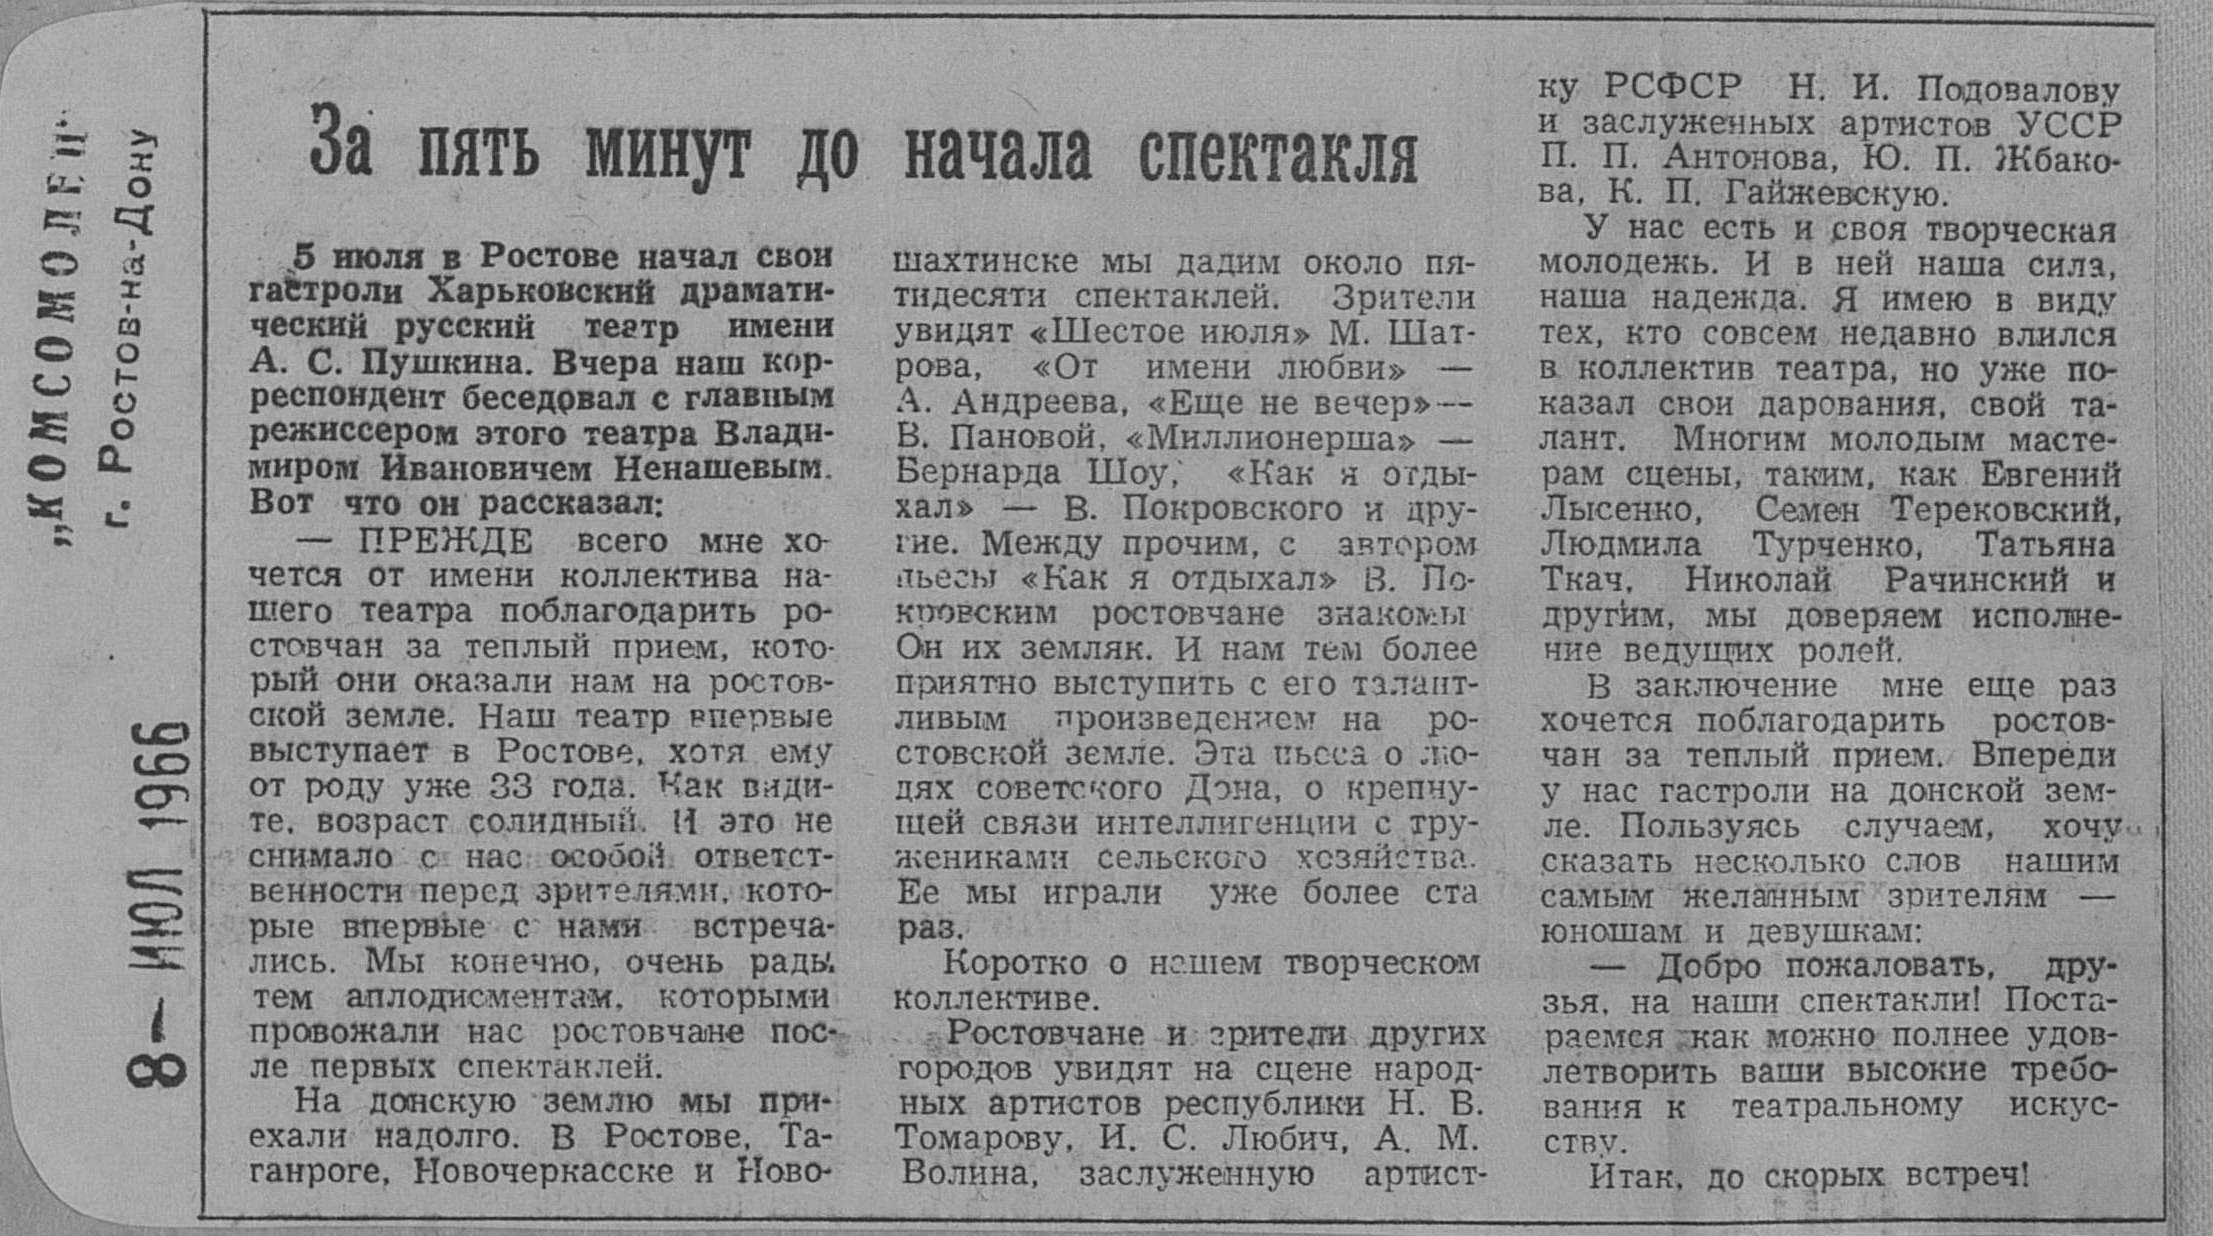 „КОМСОМОЛЕЦ"
г. Ростов-на-Дону
8— ИЮЛ 1966
За пять минут до начала спектакля
5 июля в Ростове начал свои
гастроли Харьковский драмати-
ческий русский театр имени
А. С. Пушкина. Вчера наш кор-
респондент беседовал с главным
режиссером этого театра Влади-
миром Ивановичем Ненашевым.
Вот что он рассказал:
— ПРЕЖДЕ всего мне хо-
чется от имени коллектива на-
шего театра поблагодарить ро-
стовчан за теплый прием, кото-
рый они оказали нам на ростов-
ской земле. Наш театр впервые
выступает в Ростове, хотя ему
от роду уже 33 года. Как види-
те, возраст солидный. И это не
снимало с нас особой ответст-
венности перед зрителями, кото-
рые впервые с нами встреча-
лись. Мы конечно, очень рады
тем аплодисментам, которыми
провожали нас ростовчане пос-
ле первых спектаклей.
На донскую землю мы при-
ехали надолго. В Ростове, Та-
ганроге, Новочеркасске и Ново-
шахтинске мы дадим около пя-
тидесяти спектаклей. Зрители
увидят «Шестое июля» М. Шат-
рова, «От имени любви» —
А. Андреева, «Еще не вечер» —
В. Пановой, «Миллионерша» —
Бернарда Шоу, «Как я отды-
хал» — В. Покровского и дру-
гие. Между прочим, с автором
пьесы «Как я отдыхал» В. По-
кровским ростовчане знакомы
Он их земляк. И нам тем более
приятно выступить с его талант-
ливым произведением на ро-
стовской земле. Эта пьеса о лю-
дях советского Дона, о крепну-
щей связи интеллигенции с тру-
жениками сельского хозяйства.
Ее мы играли уже более ста
раз.
Коротко о нашем творческом
коллективе.
Ростовчане и зрители других
городов увидят на сцене народ-
ных артистов республики Н. В.
Томарову, И. С. Любич, А. М.
Волина, заслуженную артист-
ку РСФСР Н. И. Подовалову
и заслуженных артистов УССР
П. П. Антонова, Ю. П. Жбако-
ва, К. П. Гайжевскую.
У нас есть и своя творческая
молодежь. И в ней наша сила,
наша надежда. Я имею в виду
тех, кто совсем недавно влился
в коллектив театра, но уже по-
казал свои дарования, свой та-
лант. Многим молодым масте-
рам сцены, таким, как Евгений
Лысенко, Семен Терековский,
Людмила Турченко, Татьяна
Ткач, Николай Рачинский и
другим, мы доверяем исполне-
ние ведущих ролей.
В заключение мне еще раз
хочется поблагодарить ростов-
чан за теплый прием. Впереди
у нас гастроли на донской зем-
ле. Пользуясь случаем, хочу
сказать несколько слов нашим
самым желанным зрителям —
юношам и девушкам:
— Добро пожаловать, дру-
зья, на наши спектакли! Поста-
раемся как можно полнее удов-
летворить ваши высокие требо-
вания к театральному искус-
ству.
Итак, до скорых встреч!